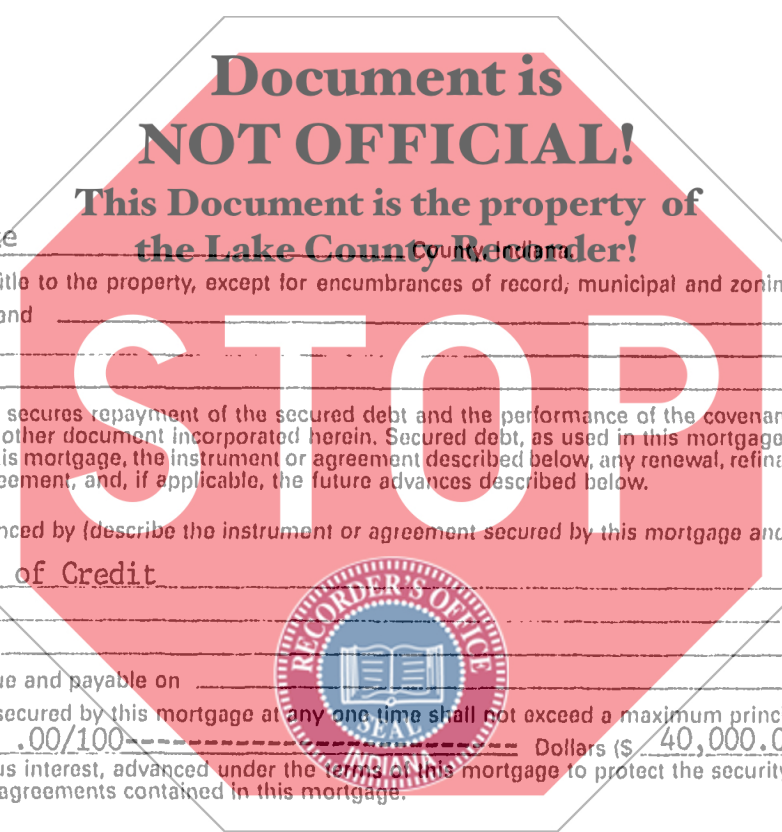 Document is
NOT OFFICIAL!
This Document is the property of
the Lake County Recorder!
e County, Indiana.
itle to the property, except for encumbrances of record, municipal and zonin
and
STOP
secures repayment of the secured debt and the performance of the covenan
other document incorporated herein. Secured debt, as used in this mortgage
is mortgage, the instrument or agreement described below, any renewal, refina
eement, and, if applicable, the future advances described below.
nced by (describe the instrument or agreement secured by this mortgage and
of Credit
RECORDER'S OFFICE
ue and payable on
secured by this mortgage at any one time shall not exceed a maximum princi
SEAL
.00/100------------------------------ Dollars ($ 40,000.0
INDIANA
us interest, advanced under the terms of this mortgage to protect the security
agreements contained in this mortgage.